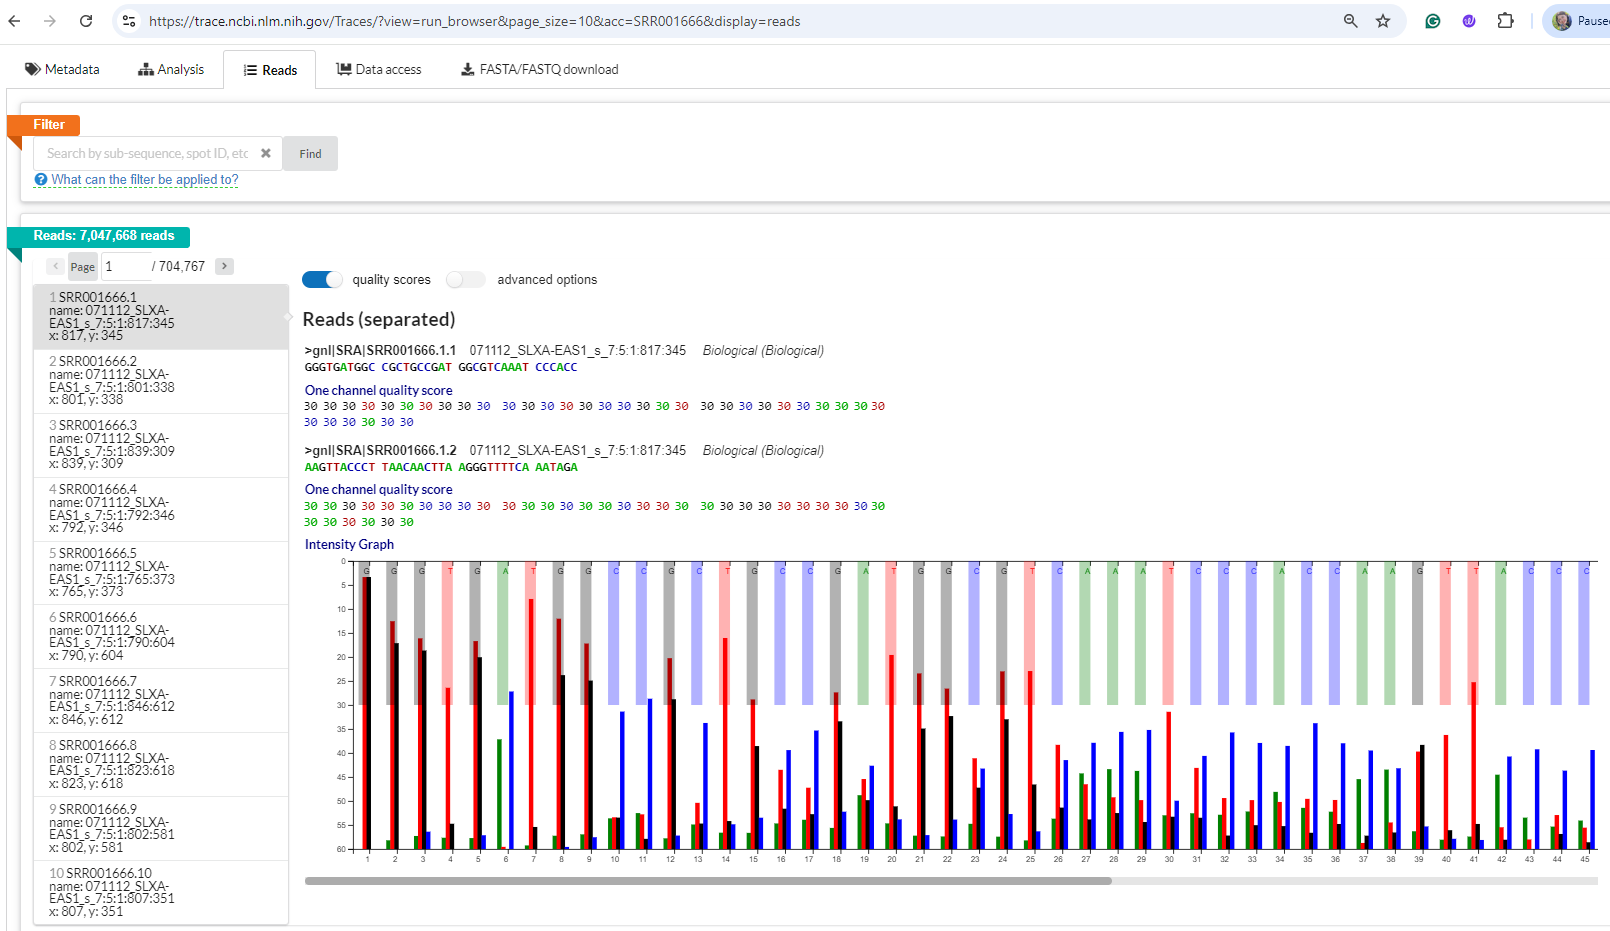 https://trace.ncbi.nlm.nih.gov/Traces/?view=run_browser&page_size=10&acc=SRR001666&display=reads
Metadata Analysis Reads Data access FASTA/FASTQ download
Filter
Search by sub-sequence, spot ID, etc Find
What can the filter be applied to?
Reads: 7,047,668 reads
Page 1 / 704,767
1 SRR001666.1
name: 071112_SLXA-
EAS1_s_7:5:1:817:345
x: 817, y: 345
2 SRR001666.2
name: 071112_SLXA-
EAS1_s_7:5:1:801:338
x: 801, y: 338
3 SRR001666.3
name: 071112_SLXA-
EAS1_s_7:5:1:839:309
x: 839, y: 309
4 SRR001666.4
name: 071112_SLXA-
EAS1_s_7:5:1:792:346
x: 792, y: 346
5 SRR001666.5
name: 071112_SLXA-
EAS1_s_7:5:1:765:373
x: 765, y: 373
6 SRR001666.6
name: 071112_SLXA-
EAS1_s_7:5:1:790:604
x: 790, y: 604
7 SRR001666.7
name: 071112_SLXA-
EAS1_s_7:5:1:846:612
x: 846, y: 612
8 SRR001666.8
name: 071112_SLXA-
EAS1_s_7:5:1:823:618
x: 823, y: 618
9 SRR001666.9
name: 071112_SLXA-
EAS1_s_7:5:1:802:581
x: 802, y: 581
10 SRR001666.10
name: 071112_SLXA-
EAS1_s_7:5:1:807:351
x: 807, y: 351
quality scores advanced options
Reads (separated)
>gnl|SRA|SRR001666.1.1 071112_SLXA-EAS1_s_7:5:1:817:345 Biological (Biological)
GGGTGATGGC CGCTGCCGAT GGCGTCAAAT CCCACC
One channel quality score
30 30 30 30 30 30 30 30 30 30 30 30 30 30 30 30 30 30 30 30 30 30 30 30 30 30 30 30 30 30
30 30 30 30 30 30
>gnl|SRA|SRR001666.1.2 071112_SLXA-EAS1_s_7:5:1:817:345 Biological (Biological)
AAGTTACCCT TAACAACTTA AGGGTTTTCA AATAGA
One channel quality score
30 30 30 30 30 30 30 30 30 30 30 30 30 30 30 30 30 30 30 30 30 30 30 30 30 30 30 30 30 30
30 30 30 30 30 30
Intensity Graph
G G G T G A T G G C C G C T G C C G A T G G C G T C A A A T C C C A C C A A G T T A C C C
0
5
10
15
20
25
30
35
40
45
50
55
60
1 2 3 4 5 6 7 8 9 10 11 12 13 14 15 16 17 18 19 20 21 22 23 24 25 26 27 28 29 30 31 32 33 34 35 36 37 38 39 40 41 42 43 44 45